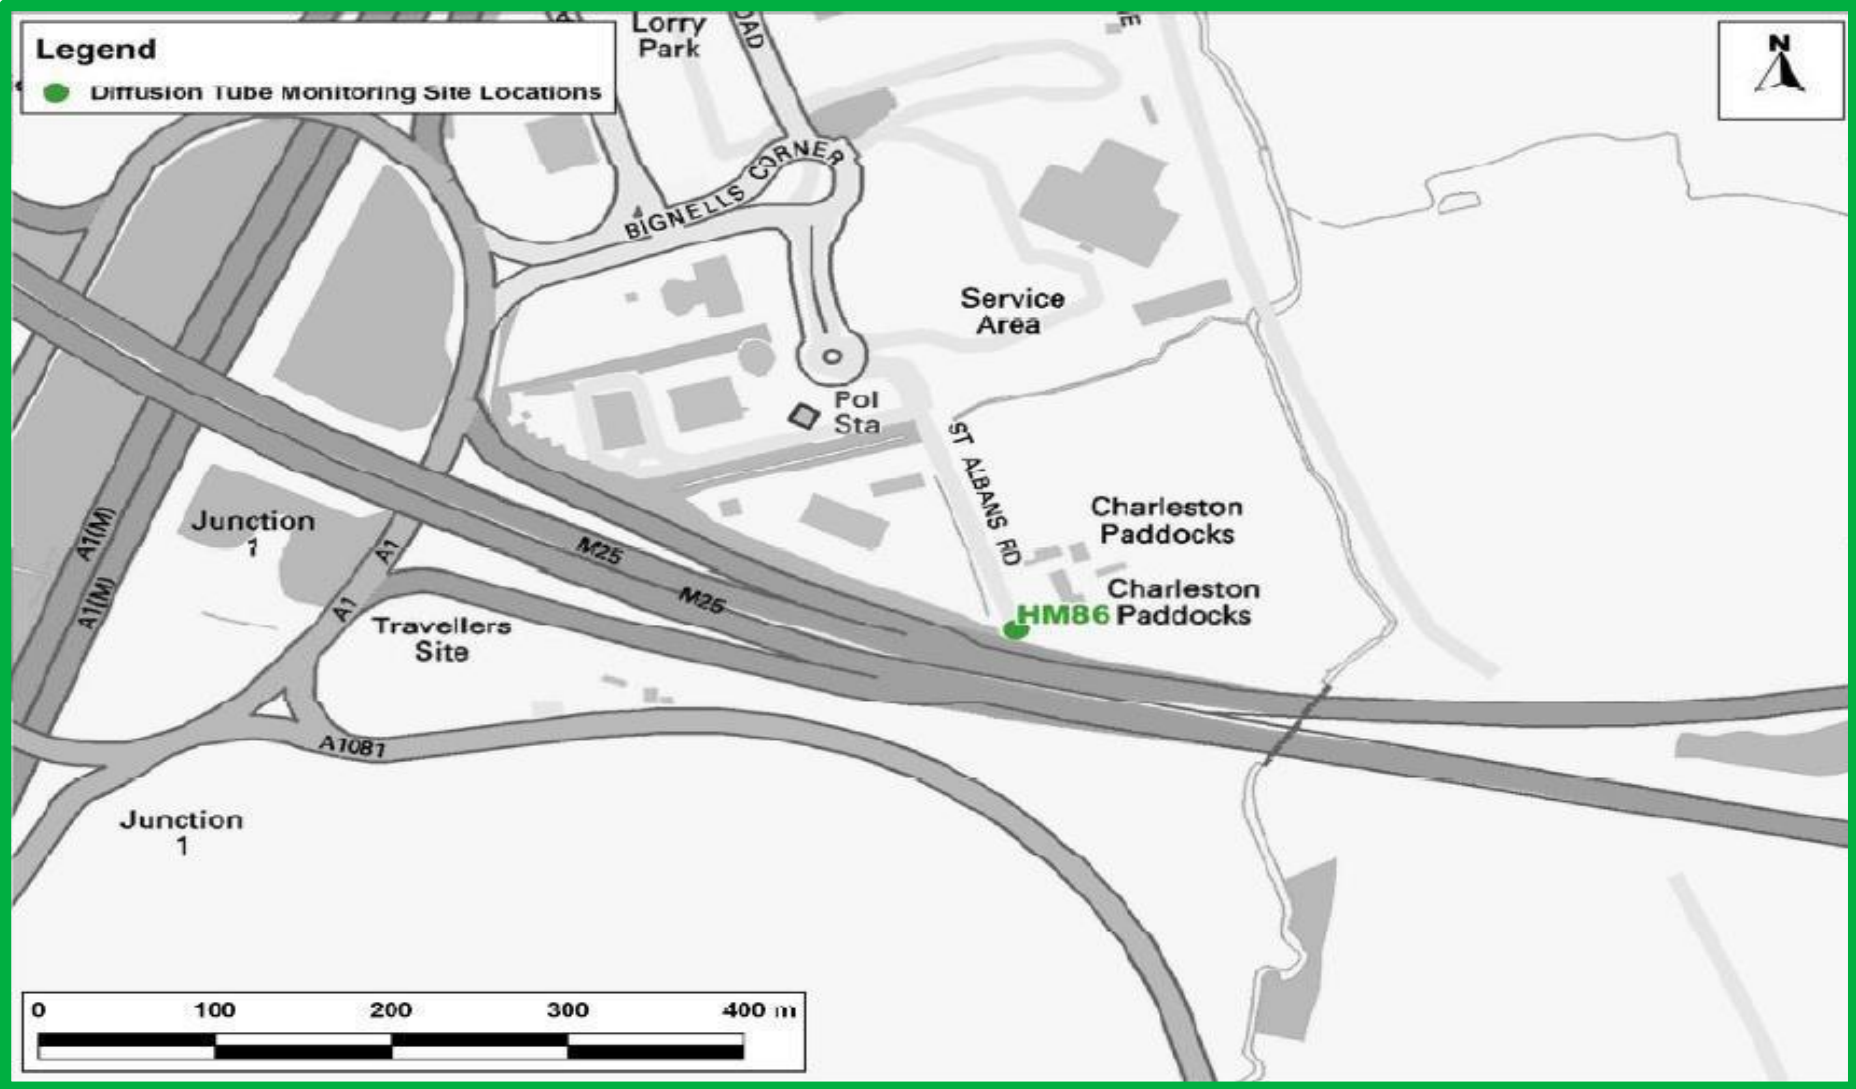 Legend
Diffusion Tube Monitoring Site Locations
Lorry
Park
N
BIGNELLS CORNER
Service
Area
Pol
Sta
ST ALBANS RD
Charleston
Paddocks
Charleston
Paddocks
HM86
Junction
1
A1(M)
A1(M)
A1
A1
M25
M25
Travellers
Site
A1081
Junction
1
0 100 200 300 400 m